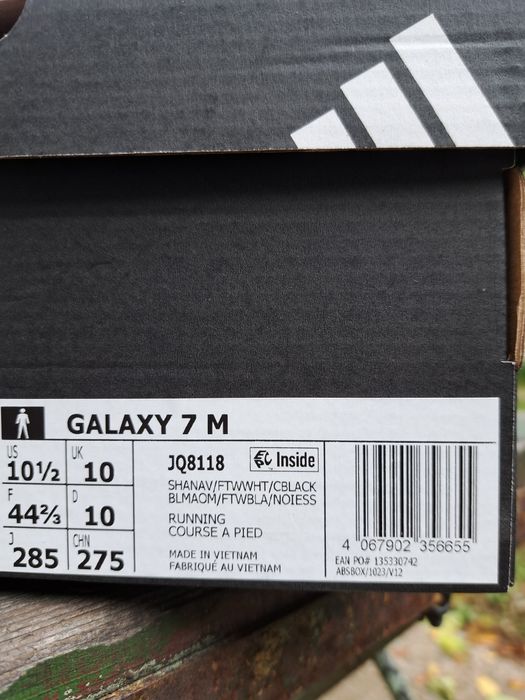 GALAXY 7 M
US 10½ UK 10
F 44⅔ D 10
J 285 CHN 275
JQ8118 Inside
SHANAV/FTWWHT/CBLACK
BLMAOM/FTWBLA/NOIESS
RUNNING
COURSE A PIED
MADE IN VIETNAM
FABRIQUÉ AU VIETNAM
4 067902 356655
EAN PO# 135330742
ABSBOX/1023/V12